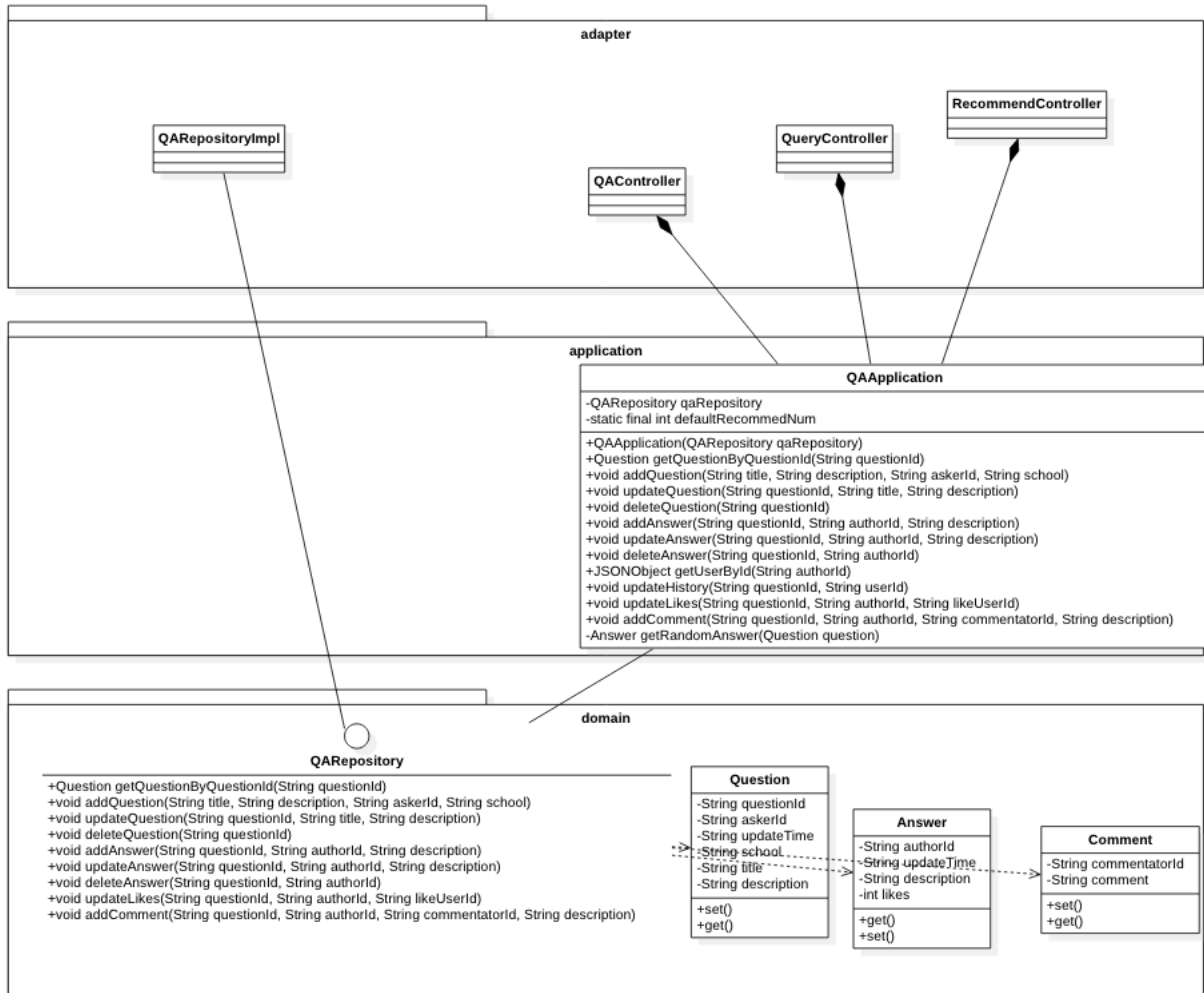 adapter
RecommendController
QARepositoryImpl
QueryController
QAController
application
QAApplication
-QARepository qaRepository
-static final int defaultRecommedNum
+QAApplication(QARepository qaRepository)
+Question getQuestionByQuestionId(String questionId)
+void addQuestion(String title, String description, String askerId, String school)
+void updateQuestion(String questionId, String title, String description)
+void deleteQuestion(String questionId)
+void addAnswer(String questionId, String authorId, String description)
+void updateAnswer(String questionId, String authorId, String description)
+void deleteAnswer(String questionId, String authorId)
+JSONObject getUserById(String authorId)
+void updateHistory(String questionId, String userId)
+void updateLikes(String questionId, String authorId, String likeUserId)
+void addComment(String questionId, String authorId, String commentatorId, String description)
-Answer getRandomAnswer(Question question)
domain
QARepository
+Question getQuestionByQuestionId(String questionId)
+void addQuestion(String title, String description, String askerId, String school)
+void updateQuestion(String questionId, String title, String description)
+void deleteQuestion(String questionId)
+void addAnswer(String questionId, String authorId, String description)
+void updateAnswer(String questionId, String authorId, String description)
+void deleteAnswer(String questionId, String authorId)
+void updateLikes(String questionId, String authorId, String likeUserId)
+void addComment(String questionId, String authorId, String commentatorId, String description)
Question
-String questionId
-String askerId
-String updateTime
-String school
-String title
-String description
+set()
+get()
Answer
-String authorId
-String updateTime
-String description
-int likes
+get()
+set()
Comment
-String commentatorId
-String comment
+set()
+get()